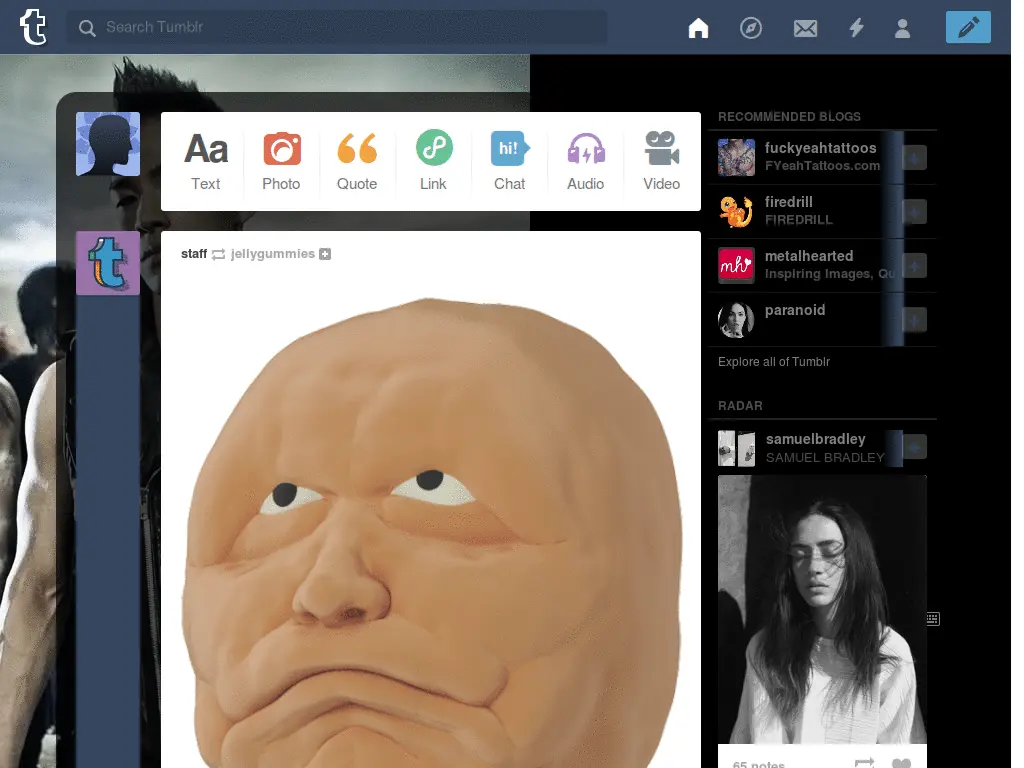 Search Tumblr
Aa
Text
Photo
Quote
Link
hi!
Chat
Audio
Video
staff jellygummies
RECOMMENDED BLOGS
fuckyeahtattoos
FYeahTattoos.com
firedrill
FIREDRILL
mh
metalhearted
Inspiring Images, Qu
paranoid
Explore all of Tumblr
RADAR
samuelbradley
SAMUEL BRADLEY
65 notes